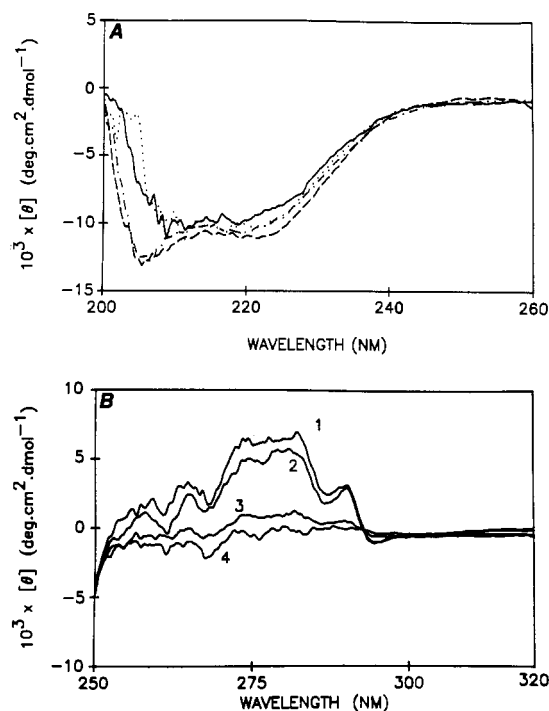 A
5
0
−5
−10
−15
10³ × [θ] (deg.cm².dmol⁻¹)
200 220 240 260
WAVELENGTH (NM)
B
10
5
0
−5
−10
10³ × [θ] (deg.cm².dmol⁻¹)
1
2
3
4
250 275 300 320
WAVELENGTH (NM)